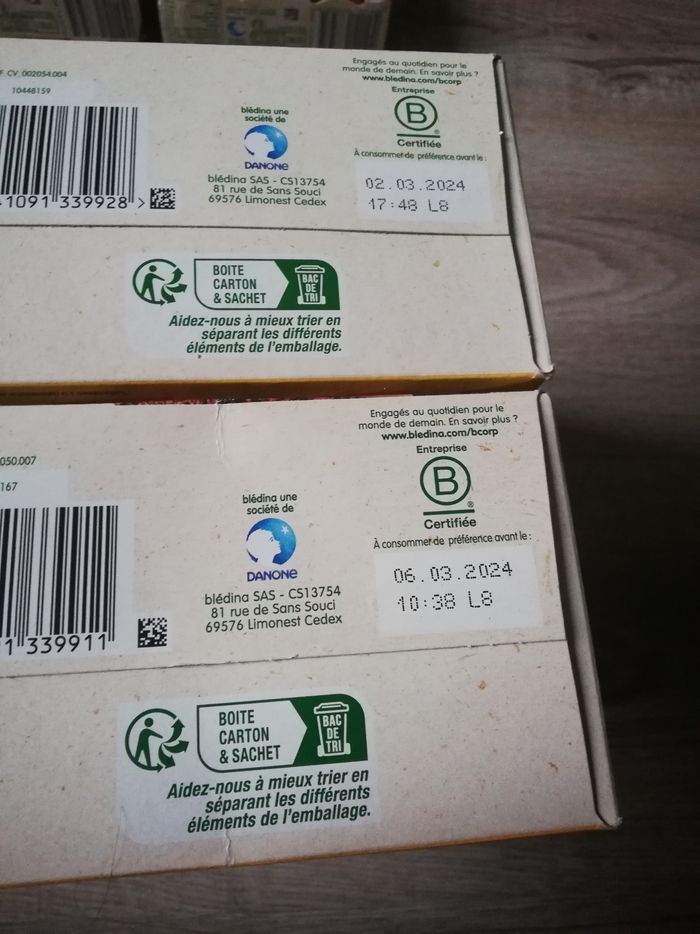 Engagés au quotidien pour le
monde de demain. En savoir plus ?
www.bledina.com/bcorp
Entreprise
B
®
Certifiée
À consommer de préférence avant le :
02.03.2024
17:48 L8
CV 002054.004
10448159
1091 339928 >
blédina une
société de
DANONE
blédina SAS - CS13754
81 rue de Sans Souci
69576 Limonest Cedex
BOITE
CARTON
& SACHET
BAC
DE
TRI
Aidez-nous à mieux trier en
séparant les différents
éléments de l'emballage.
Engagés au quotidien pour le
monde de demain. En savoir plus ?
www.bledina.com/bcorp
Entreprise
B
®
Certifiée
À consommer de préférence avant le :
06.03.2024
10:38 L8
050.007
167
1 339911
blédina une
société de
DANONE
blédina SAS - CS13754
81 rue de Sans Souci
69576 Limonest Cedex
BOITE
CARTON
& SACHET
BAC
DE
TRI
Aidez-nous à mieux trier en
séparant les différents
éléments de l'emballage.